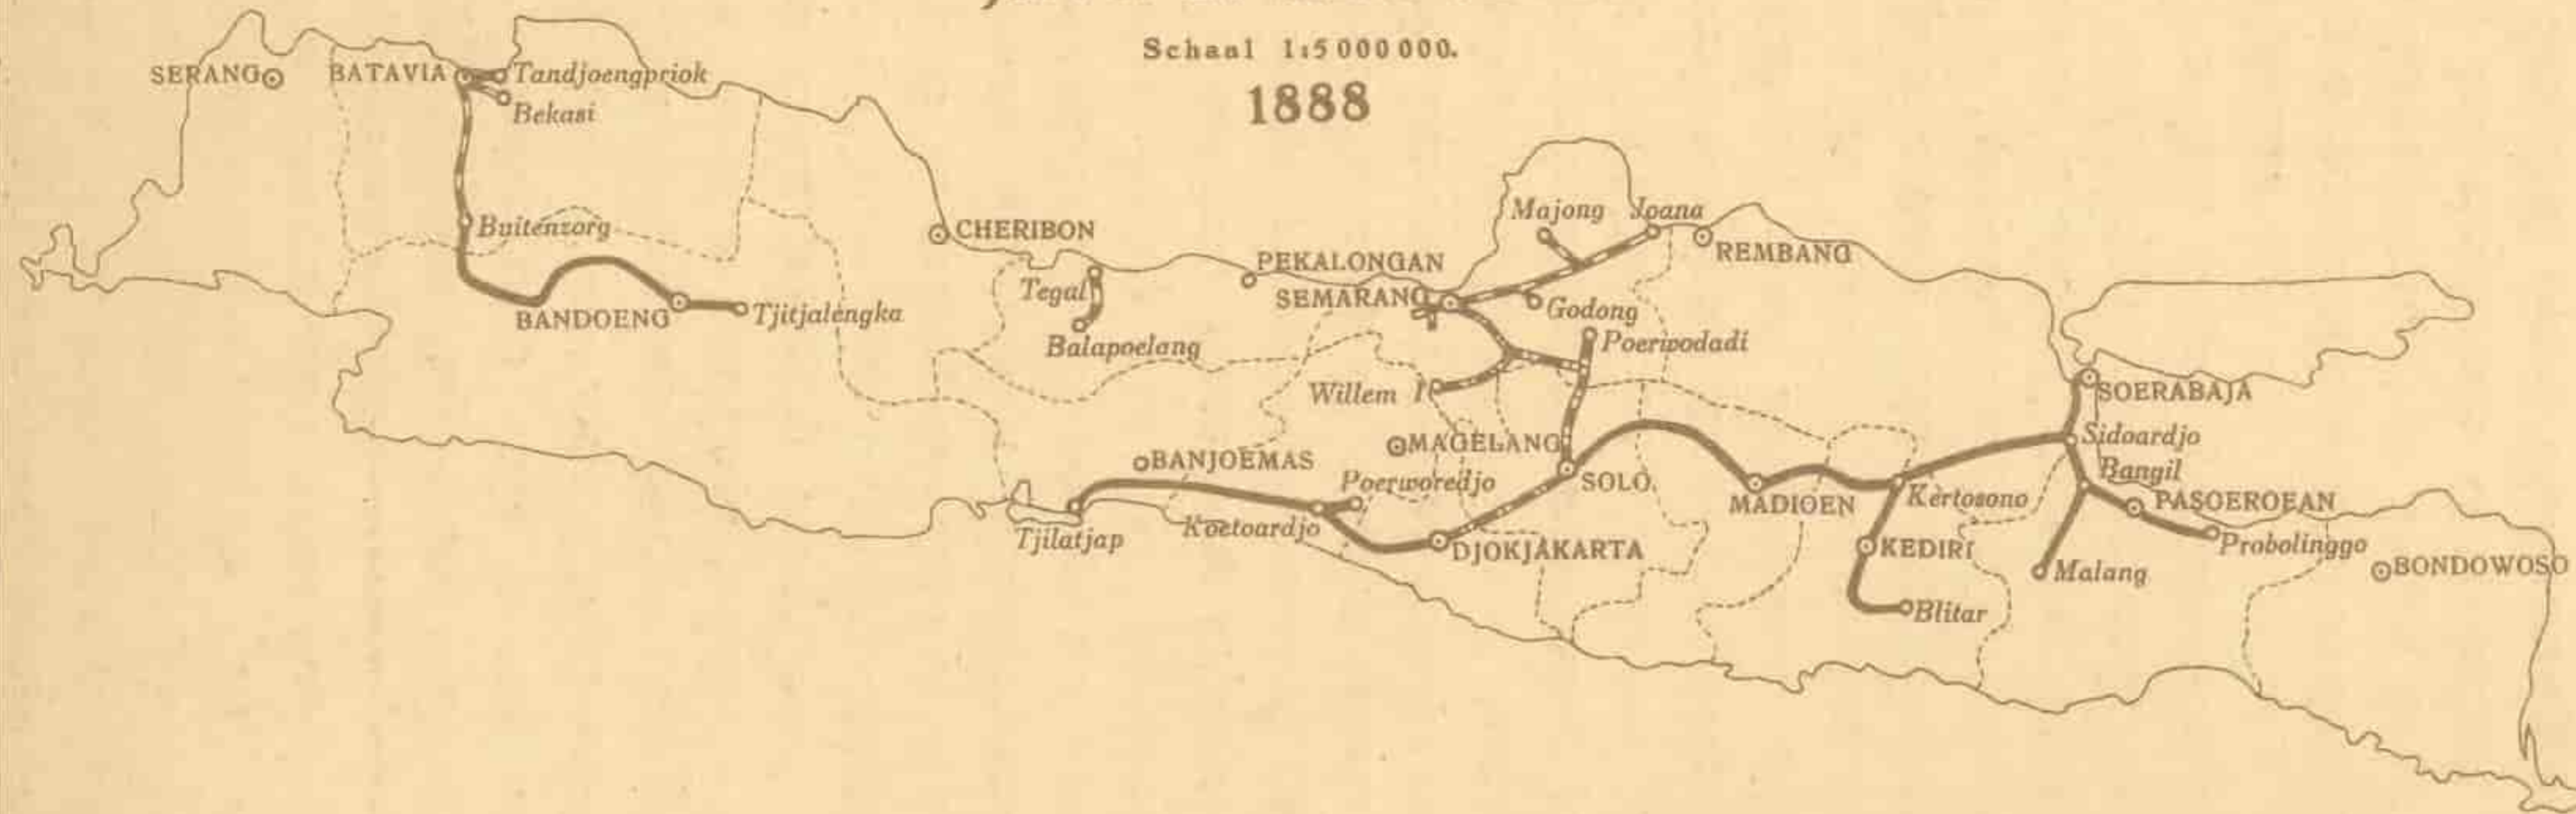 Schaal 1:5 000 000.
1888
SERANG
BATAVIA
Tandjoengpriok
Bekasi
Buitenzorg
BANDOENG
Tjitjalengka
CHERIBON
Tegal
Balapoelang
PEKALONGAN
SEMARANG
Majong
Joana
REMBANG
Godong
Poerwodadi
Willem I
MAGELANG
BANJOEMAS
Poerworedjo
SOLO
Tjilatjap
Koetoardjo
DJOKJAKARTA
MADIOEN
Kertosono
KEDIRI
Blitar
SOERABAJA
Sidoardjo
Bangil
PASOEROEAN
Probolinggo
Malang
BONDOWOSO